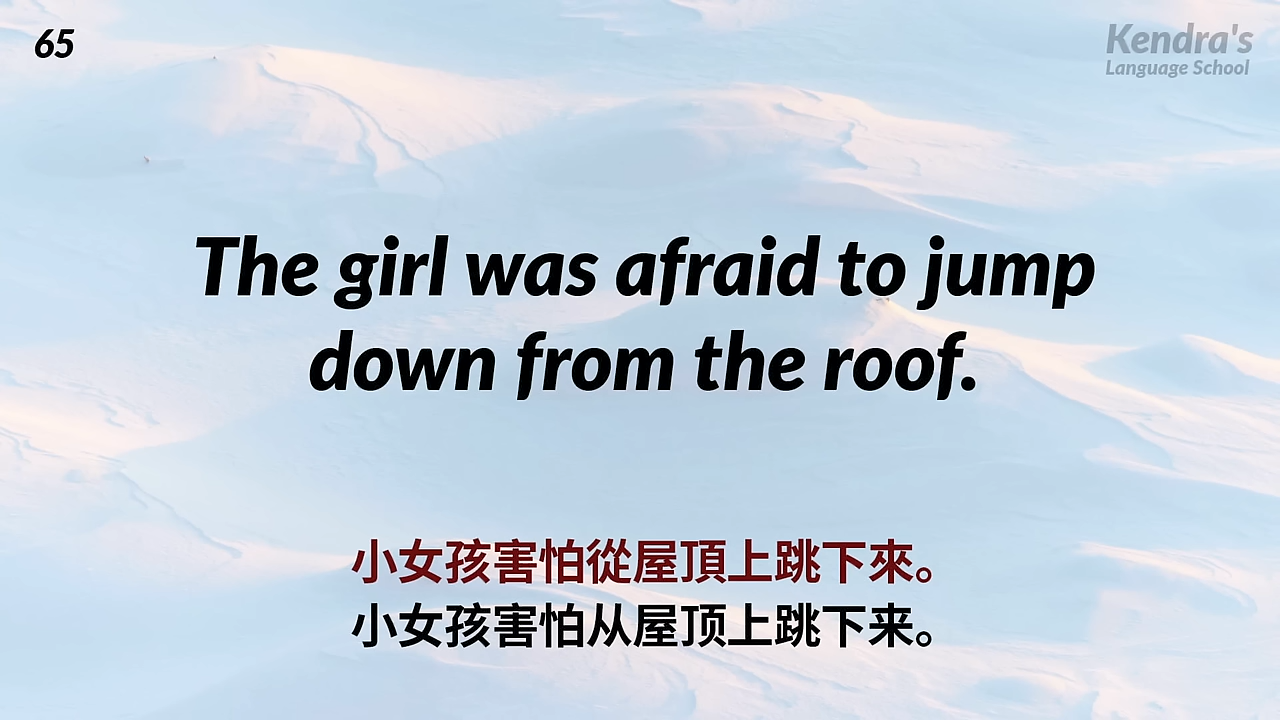 65
Kendra's
Language School
The girl was afraid to jump
down from the roof.
小女孩害怕從屋頂上跳下來。
小女孩害怕从屋顶上跳下来。